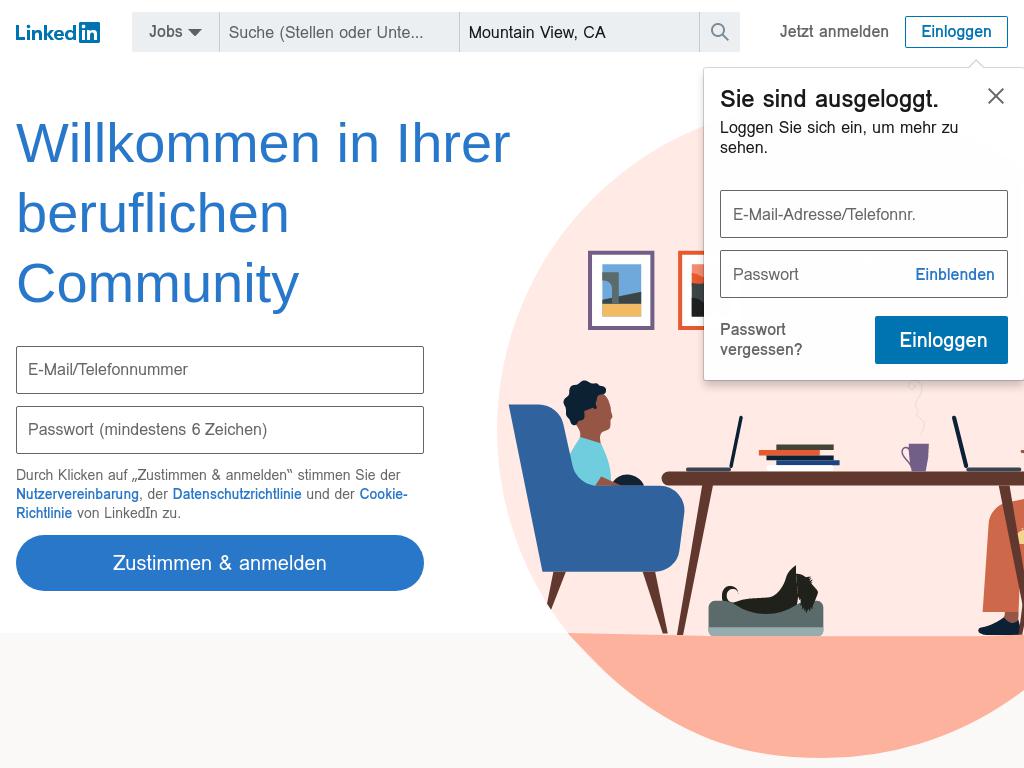 Linked in
Jobs
Suche (Stellen oder Unte...
Mountain View, CA
Jetzt anmelden
Einloggen
Sie sind ausgeloggt.
Loggen Sie sich ein, um mehr zu
sehen.
E-Mail-Adresse/Telefonnr.
Passwort
Einblenden
Passwort
vergessen?
Einloggen
Willkommen in Ihrer
beruflichen
Community
E-Mail/Telefonnummer
Passwort (mindestens 6 Zeichen)
Durch Klicken auf „Zustimmen & anmelden“ stimmen Sie der
Nutzervereinbarung, der Datenschutzrichtlinie und der Cookie-
Richtlinie von LinkedIn zu.
Zustimmen & anmelden